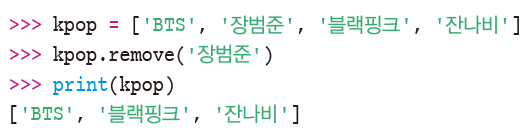 >>> kpop = ['BTS', '장범준', '블랙핑크', '잔나비']
>>> kpop.remove('장범준')
>>> print(kpop)
['BTS', '블랙핑크', '잔나비']